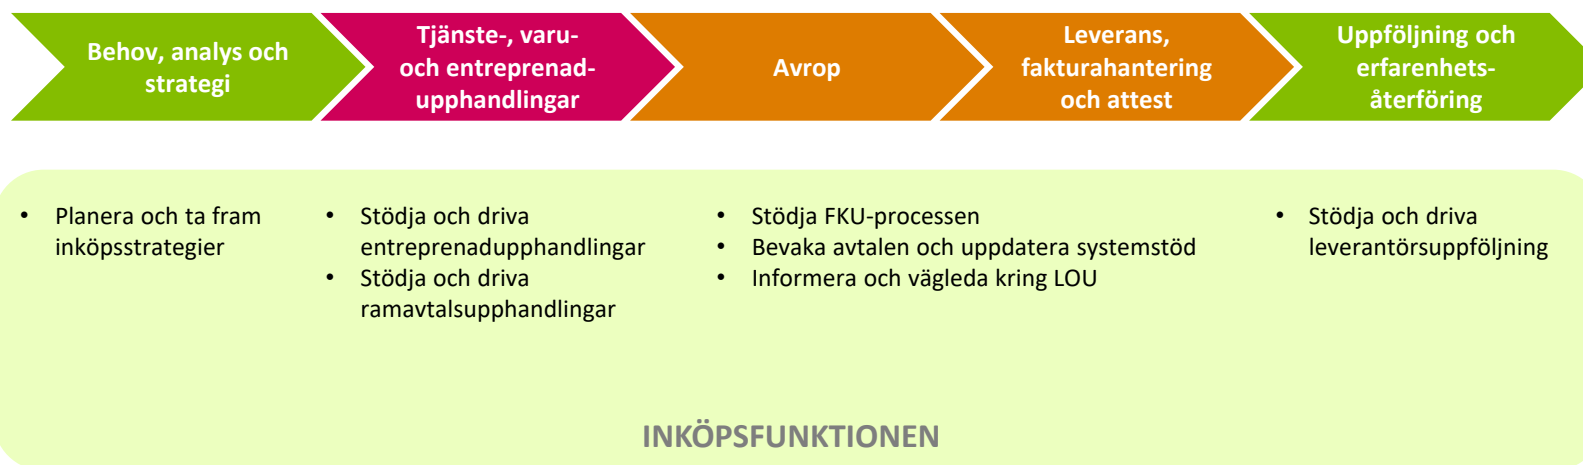 Behov, analys och
strategi
Tjänste-, varu-
och entreprenad-
upphandlingar
Avrop
Leverans,
fakturahantering
och attest
Uppföljning och
erfarenhets-
återföring
• Planera och ta fram
inköpsstrategier
• Stödja och driva
entreprenadupphandlingar
• Stödja och driva
ramavtalsupphandlingar
• Stödja FKU-processen
• Bevaka avtalen och uppdatera systemstöd
• Informera och vägleda kring LOU
• Stödja och driva
leverantörsuppföljning
INKÖPSFUNKTIONEN